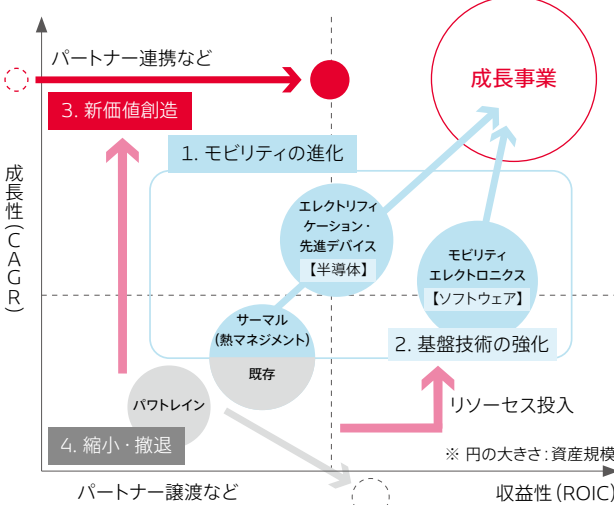 パートナー連携など
成長事業
3. 新価値創造
1. モビリティの進化
成長性(CAGR)
エレクトリフィ
ケーション・
先進デバイス
【半導体】
モビリティ
エレクトロニクス
【ソフトウェア】
サーマル
(熱マネジメント)
既存
2. 基盤技術の強化
パワトレイン
リソーセス投入
4. 縮小・撤退
※ 円の大きさ:資産規模
パートナー譲渡など
収益性(ROIC)